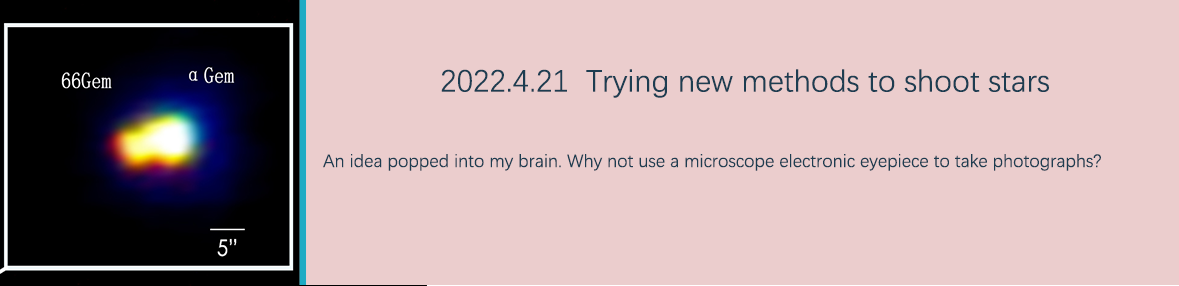 66Gem
α Gem
5"
2022.4.21 Trying new methods to shoot stars
An idea popped into my brain. Why not use a microscope electronic eyepiece to take photographs?